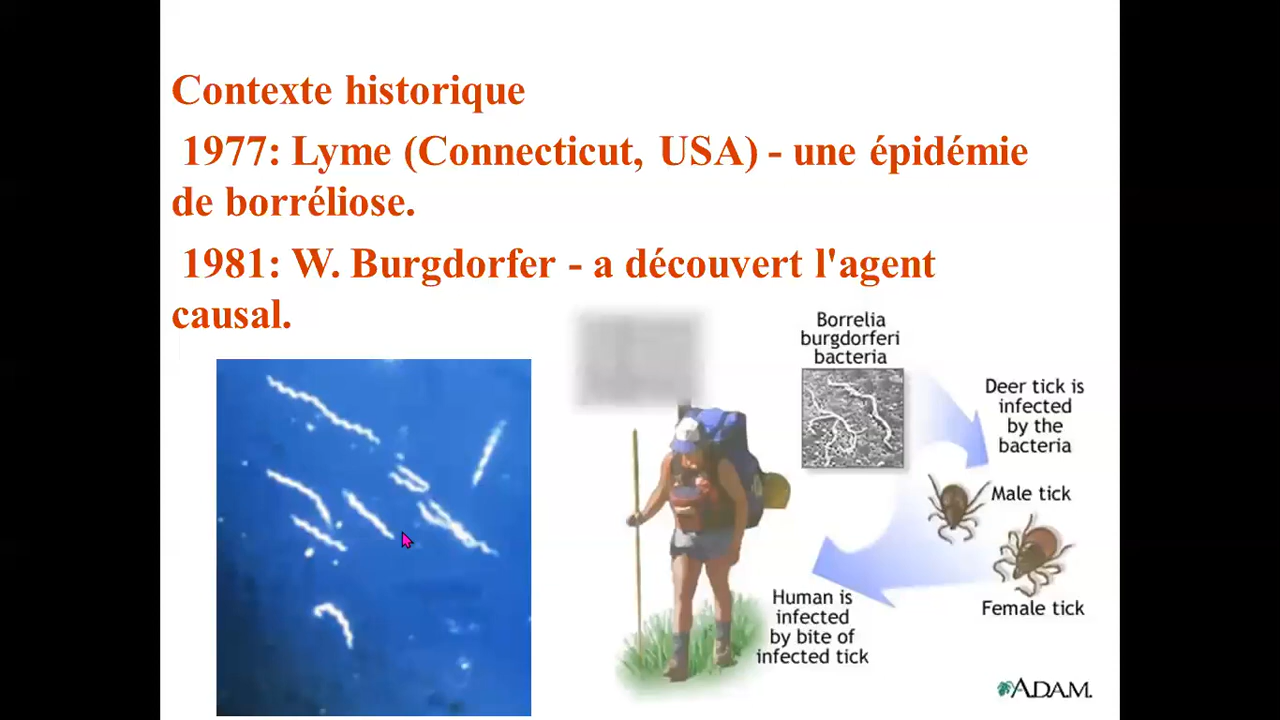 Contexte historique
1977: Lyme (Connecticut, USA) - une épidémie
de borréliose.
1981: W. Burgdorfer - a découvert l'agent
causal.
Borrelia
burgdorferi
bacteria
Deer tick is
infected
by the
bacteria
Male tick
Female tick
Human is
infected
by bite of
infected tick
ADAM.